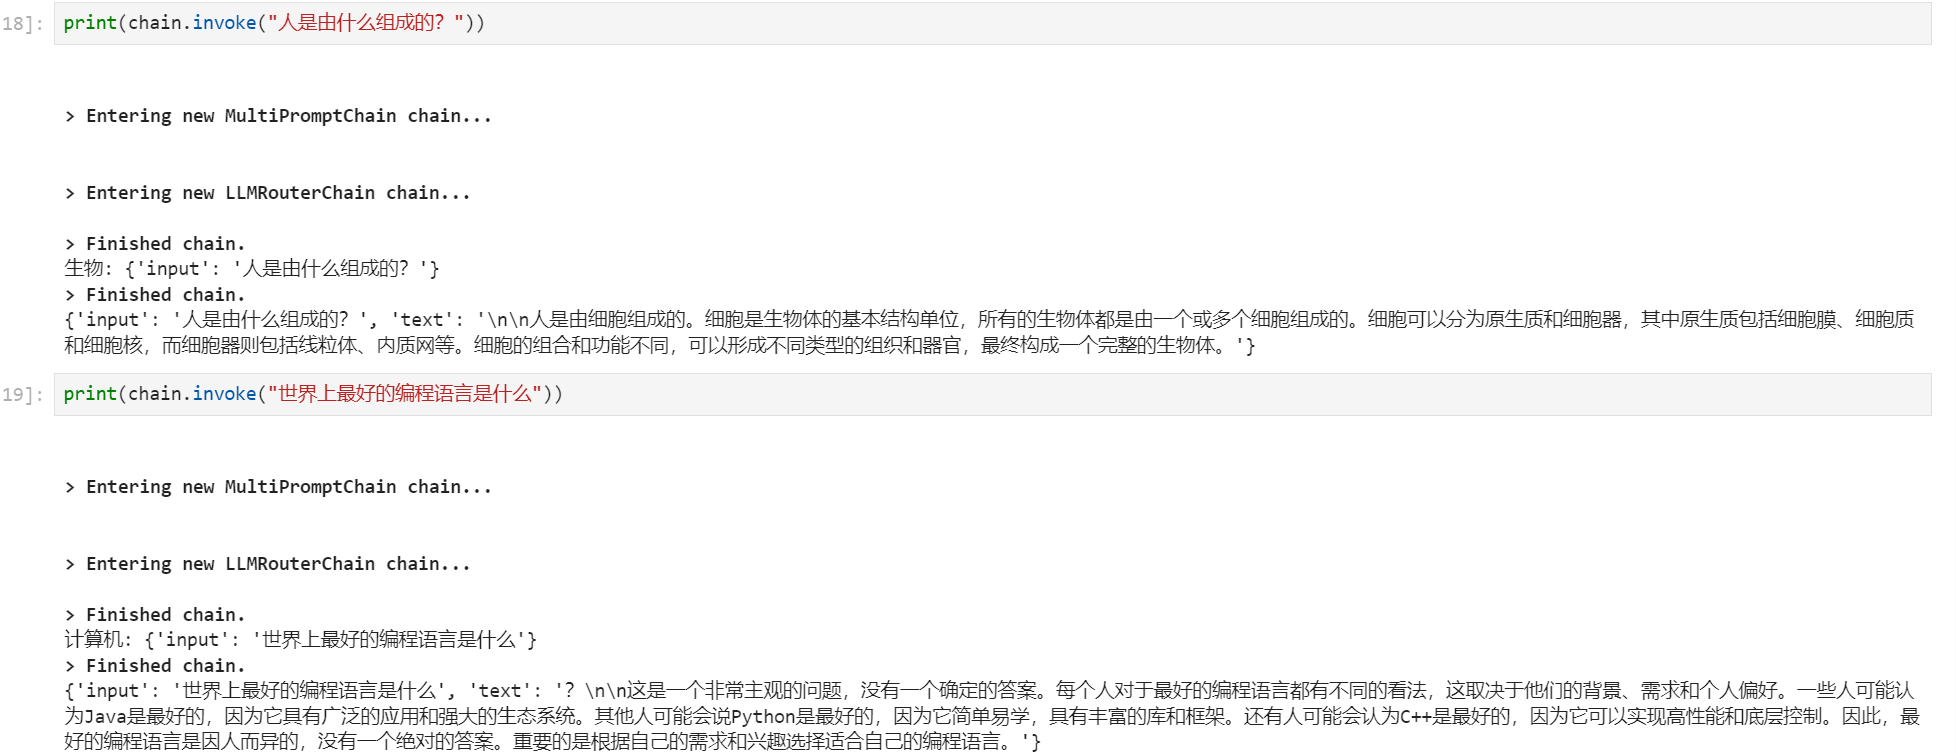 18]: print(chain.invoke("人是由什么组成的？"))
> Entering new MultiPromptChain chain...
> Entering new LLMRouterChain chain...
> Finished chain.
生物: {'input': '人是由什么组成的？'}
> Finished chain.
{'input': '人是由什么组成的？', 'text': '\n\n人是由细胞组成的。细胞是生物体的基本结构单位，所有的生物体都是由一个或多个细胞组成的。细胞可以分为原生质和细胞器，其中原生质包括细胞膜、细胞质
和细胞核，而细胞器则包括线粒体、内质网等。细胞的组合和功能不同，可以形成不同类型的组织和器官，最终构成一个完整的生物体。'}
19]: print(chain.invoke("世界上最好的编程语言是什么"))
> Entering new MultiPromptChain chain...
> Entering new LLMRouterChain chain...
> Finished chain.
计算机: {'input': '世界上最好的编程语言是什么'}
> Finished chain.
{'input': '世界上最好的编程语言是什么', 'text': '？\n\n这是一个非常主观的问题，没有一个确定的答案。每个人对于最好的编程语言都有不同的看法，这取决于他们的背景、需求和个人偏好。一些人可能认
为Java是最好的，因为它具有广泛的应用和强大的生态系统。其他人可能会说Python是最好的，因为它简单易学，具有丰富的库和框架。还有人可能会认为C++是最好的，因为它可以实现高性能和底层控制。因此，最
好的编程语言是因人而异的，没有一个绝对的答案。重要的是根据自己的需求和兴趣选择适合自己的编程语言。'}